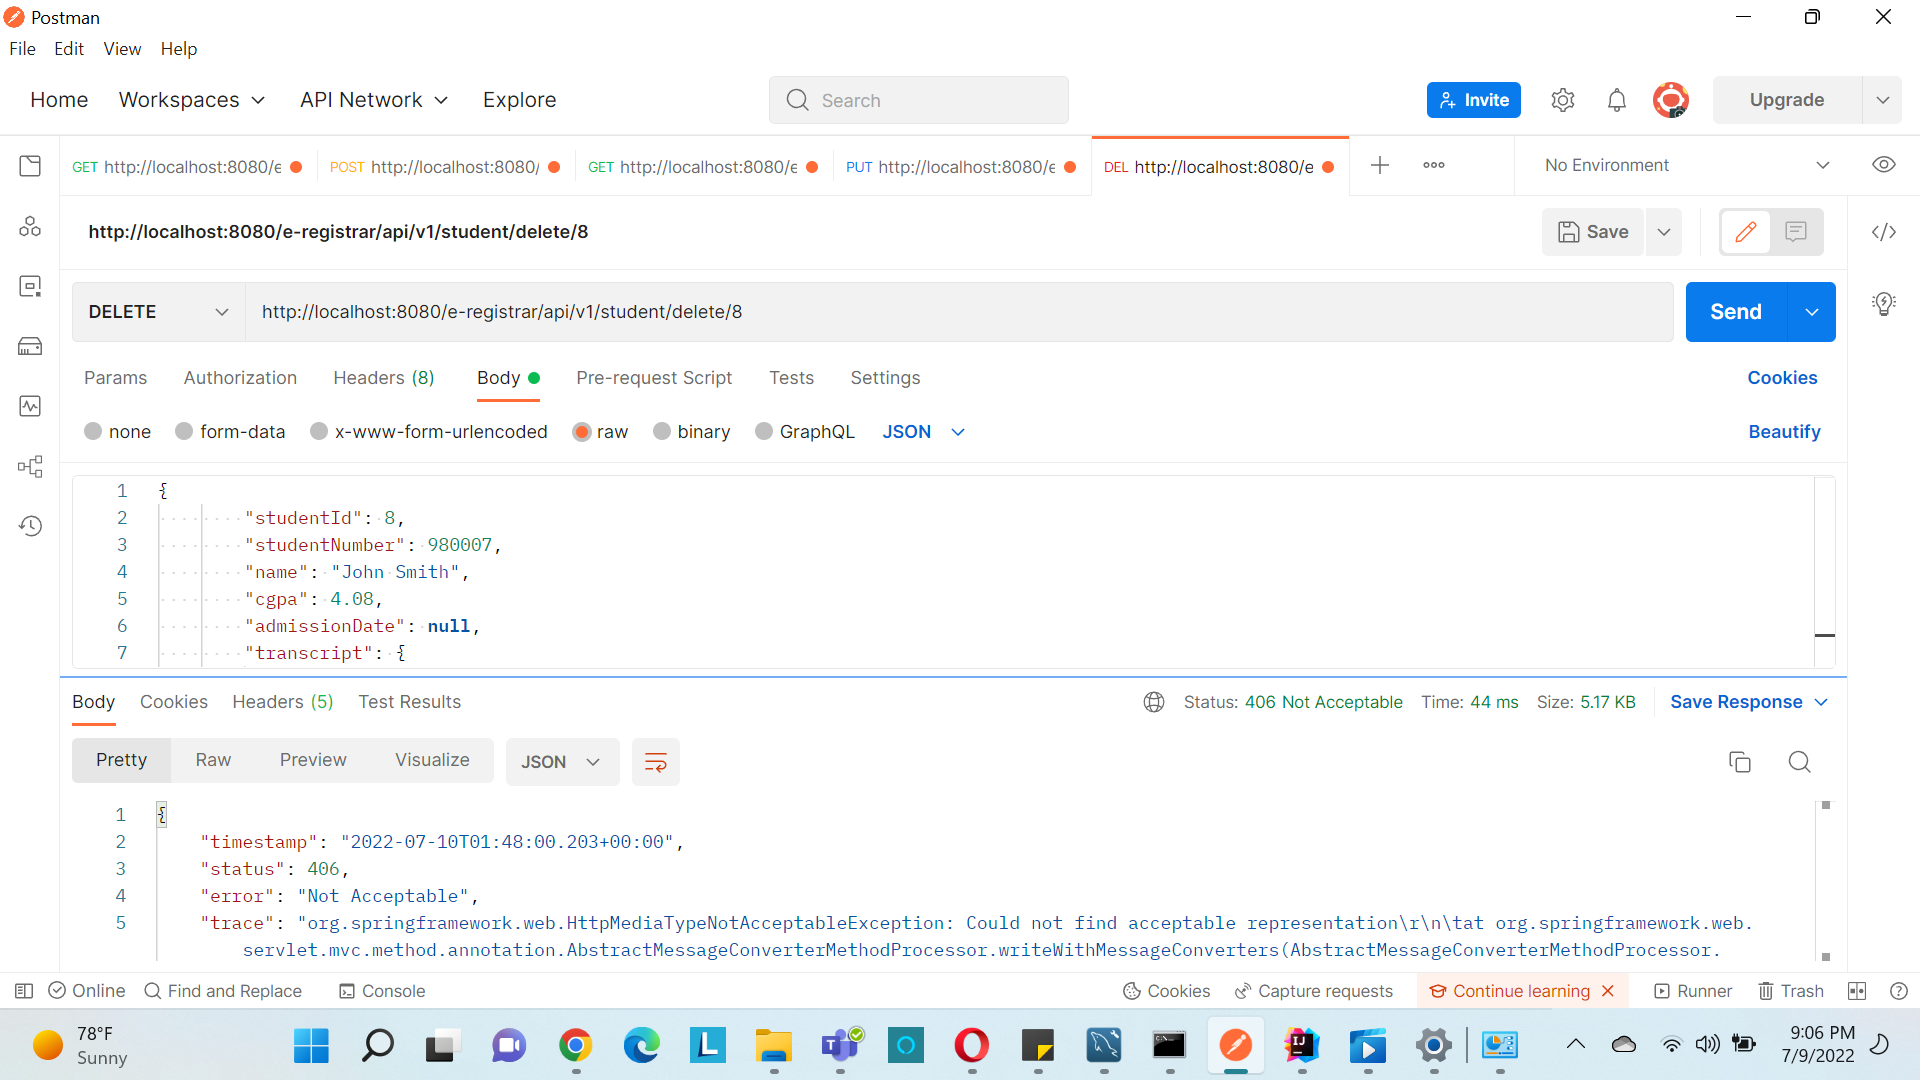 Postman
File Edit View Help
Home Workspaces API Network Explore Search Invite Upgrade
GET http://localhost:8080/e POST http://localhost:8080/ GET http://localhost:8080/e PUT http://localhost:8080/e DEL http://localhost:8080/e No Environment
http://localhost:8080/e-registrar/api/v1/student/delete/8 Save
DELETE http://localhost:8080/e-registrar/api/v1/student/delete/8 Send
Params Authorization Headers (8) Body Pre-request Script Tests Settings Cookies
none form-data x-www-form-urlencoded raw binary GraphQL JSON Beautify
1 {
2 "studentId": 8,
3 "studentNumber": 980007,
4 "name": "John Smith",
5 "cgpa": 4.08,
6 "admissionDate": null,
7 "transcript": {
Body Cookies Headers (5) Test Results Status: 406 Not Acceptable Time: 44 ms Size: 5.17 KB Save Response
Pretty Raw Preview Visualize JSON
1 {
2 "timestamp": "2022-07-10T01:48:00.203+00:00",
3 "status": 406,
4 "error": "Not Acceptable",
5 "trace": "org.springframework.web.HttpMediaTypeNotAcceptableException: Could not find acceptable representation\r\n\tat org.springframework.web.
servlet.mvc.method.annotation.AbstractMessageConverterMethodProcessor.writeWithMessageConverters(AbstractMessageConverterMethodProcessor.
Online Find and Replace Console Cookies Capture requests Continue learning Runner Trash
78°F
Sunny
9:06 PM
7/9/2022